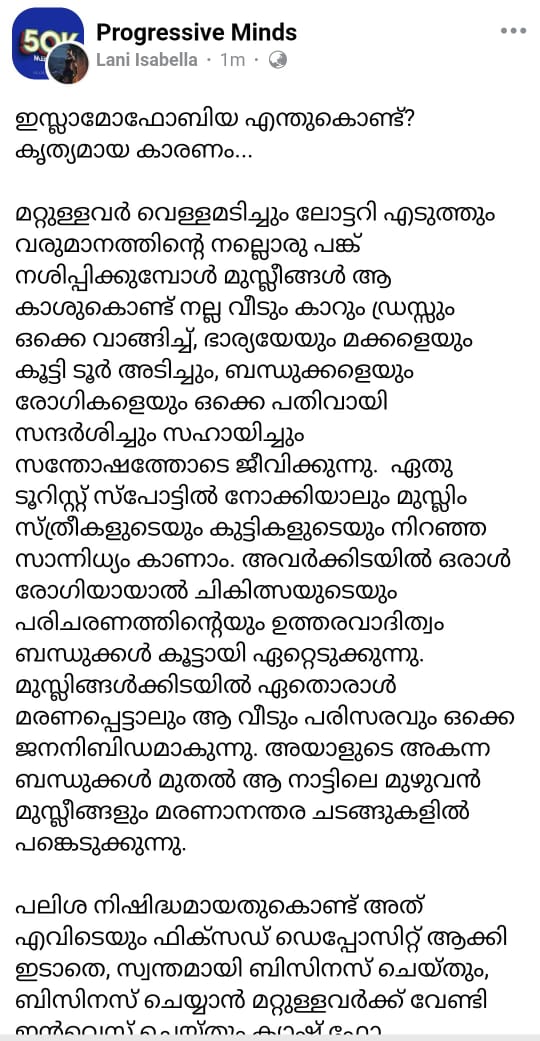 50K
Progressive Minds
Lani Isabella · 1m ·
ഇസ്ലാമോഫോബിയ എന്തുകൊണ്ട്?
കൃത്യമായ കാരണം...
മറ്റുള്ളവർ വെള്ളമടിച്ചും ലോട്ടറി എടുത്തും
വരുമാനത്തിന്റെ നല്ലൊരു പങ്ക്
നശിപ്പിക്കുമ്പോൾ മുസ്ലീങ്ങൾ ആ
കാശുകൊണ്ട് നല്ല വീടും കാറും ഡ്രസ്സും
ഒക്കെ വാങ്ങിച്ച്, ഭാര്യയേയും മക്കളെയും
കൂട്ടി ടൂർ അടിച്ചും, ബന്ധുക്കളെയും
രോഗികളെയും ഒക്കെ പതിവായി
സന്ദർശിച്ചും സഹായിച്ചും
സന്തോഷത്തോടെ ജീവിക്കുന്നു. ഏതു
ടൂറിസ്റ്റ് സ്പോട്ടിൽ നോക്കിയാലും മുസ്ലിം
സ്ത്രീകളുടെയും കുട്ടികളുടെയും നിറഞ്ഞ
സാന്നിധ്യം കാണാം. അവർക്കിടയിൽ ഒരാൾ
രോഗിയായാൽ ചികിത്സയുടെയും
പരിചരണത്തിന്റെയും ഉത്തരവാദിത്വം
ബന്ധുക്കൾ കൂട്ടായി ഏറ്റെടുക്കുന്നു.
മുസ്ലിങ്ങൾക്കിടയിൽ ഏതൊരാൾ
മരണപ്പെട്ടാലും ആ വീടും പരിസരവും ഒക്കെ
ജനനിബിഡമാകുന്നു. അയാളുടെ അകന്ന
ബന്ധുക്കൾ മുതൽ ആ നാട്ടിലെ മുഴുവൻ
മുസ്ലീങ്ങളും മരണാനന്തര ചടങ്ങുകളിൽ
പങ്കെടുക്കുന്നു.
പലിശ നിഷിദ്ധമായതുകൊണ്ട് അത്
എവിടെയും ഫിക്സഡ് ഡെപ്പോസിറ്റ് ആക്കി
ഇടാതെ, സ്വന്തമായി ബിസിനസ് ചെയ്തും,
ബിസിനസ് ചെയ്യാൻ മറ്റുള്ളവർക്ക് വേണ്ടി
ഇൻവെസ്റ്റ് ചെയ്തും ക്യാഷ് ഫ്ലോ